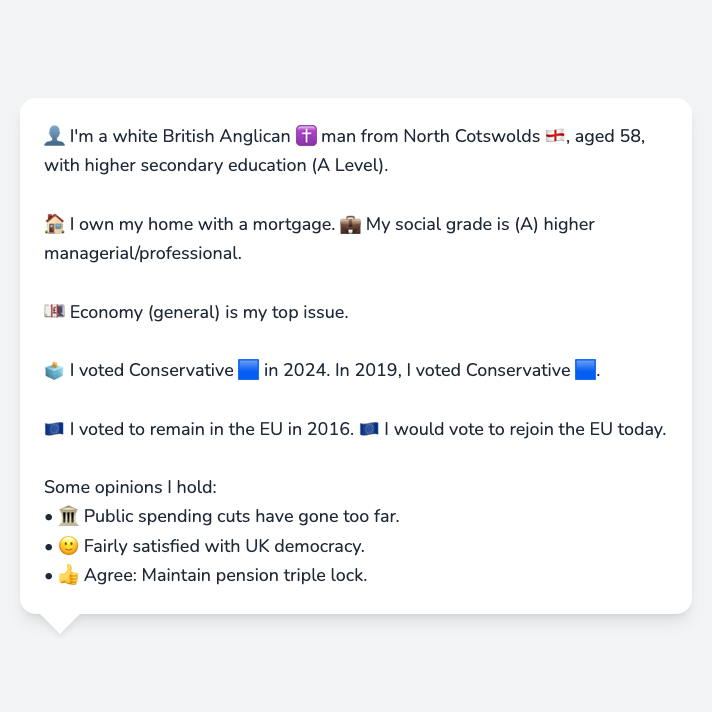 👤 I'm a white British Anglican ✝️ man from North Cotswolds 🏴󠁧󠁢󠁥󠁮󠁧󠁿, aged 58,
with higher secondary education (A Level).
🏠 I own my home with a mortgage. 💼 My social grade is (A) higher
managerial/professional.
💷 Economy (general) is my top issue.
🗳️ I voted Conservative 🟦 in 2024. In 2019, I voted Conservative 🟦.
🇪🇺 I voted to remain in the EU in 2016. 🇪🇺 I would vote to rejoin the EU today.
Some opinions I hold:
• 🏛️ Public spending cuts have gone too far.
• 🙂 Fairly satisfied with UK democracy.
• 👍 Agree: Maintain pension triple lock.